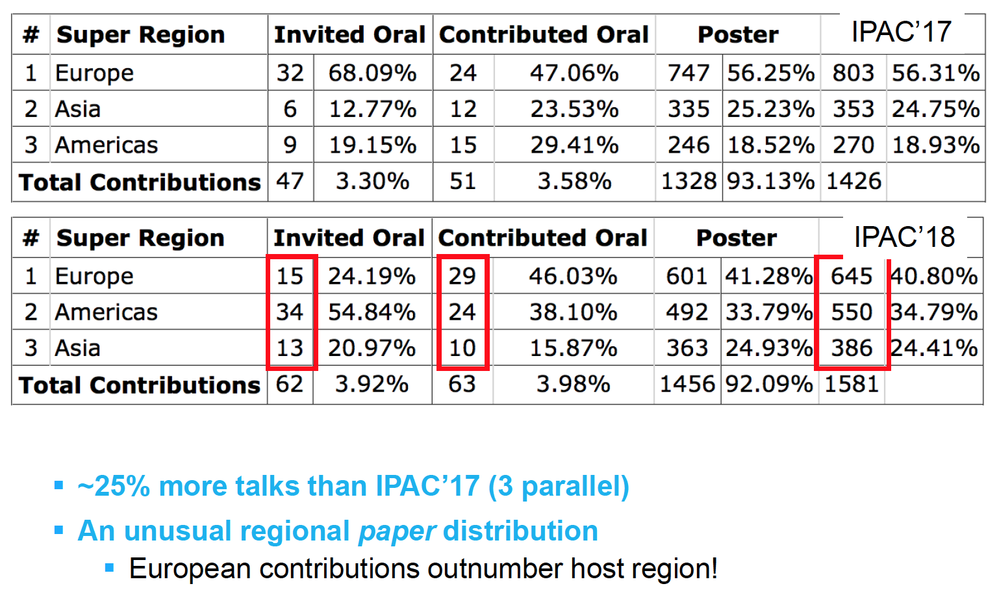 # Super Region Invited Oral Contributed Oral Poster IPAC’17
1 Europe 32 68.09% 24 47.06% 747 56.25% 803 56.31%
2 Asia 6 12.77% 12 23.53% 335 25.23% 353 24.75%
3 Americas 9 19.15% 15 29.41% 246 18.52% 270 18.93%
Total Contributions 47 3.30% 51 3.58% 1328 93.13% 1426
# Super Region Invited Oral Contributed Oral Poster IPAC’18
1 Europe 15 24.19% 29 46.03% 601 41.28% 645 40.80%
2 Americas 34 54.84% 24 38.10% 492 33.79% 550 34.79%
3 Asia 13 20.97% 10 15.87% 363 24.93% 386 24.41%
Total Contributions 62 3.92% 63 3.98% 1456 92.09% 1581
▪ ~25% more talks than IPAC’17 (3 parallel)
▪ An unusual regional paper distribution
▪ European contributions outnumber host region!